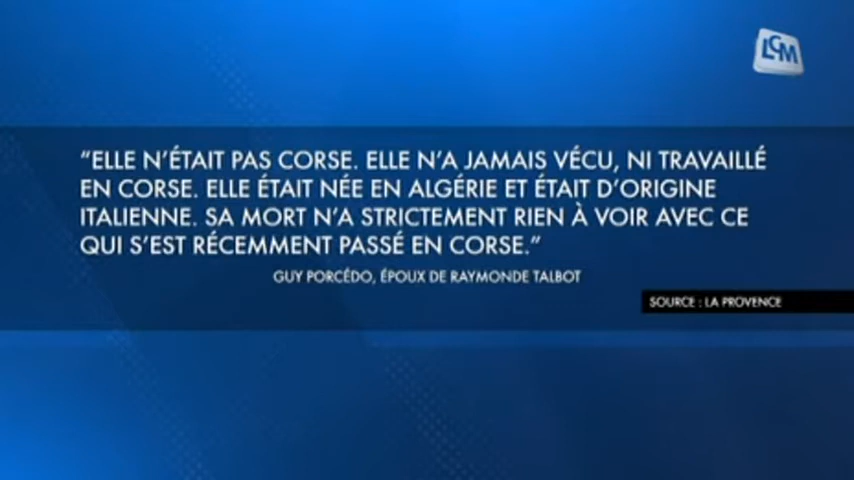 LCM
“ELLE N’ÉTAIT PAS CORSE. ELLE N’A JAMAIS VÉCU, NI TRAVAILLÉ
EN CORSE. ELLE ÉTAIT NÉE EN ALGÉRIE ET ÉTAIT D’ORIGINE
ITALIENNE. SA MORT N’A STRICTEMENT RIEN À VOIR AVEC CE
QUI S’EST RÉCEMMENT PASSÉ EN CORSE.”
GUY PORCÉDO, ÉPOUX DE RAYMONDE TALBOT
SOURCE : LA PROVENCE